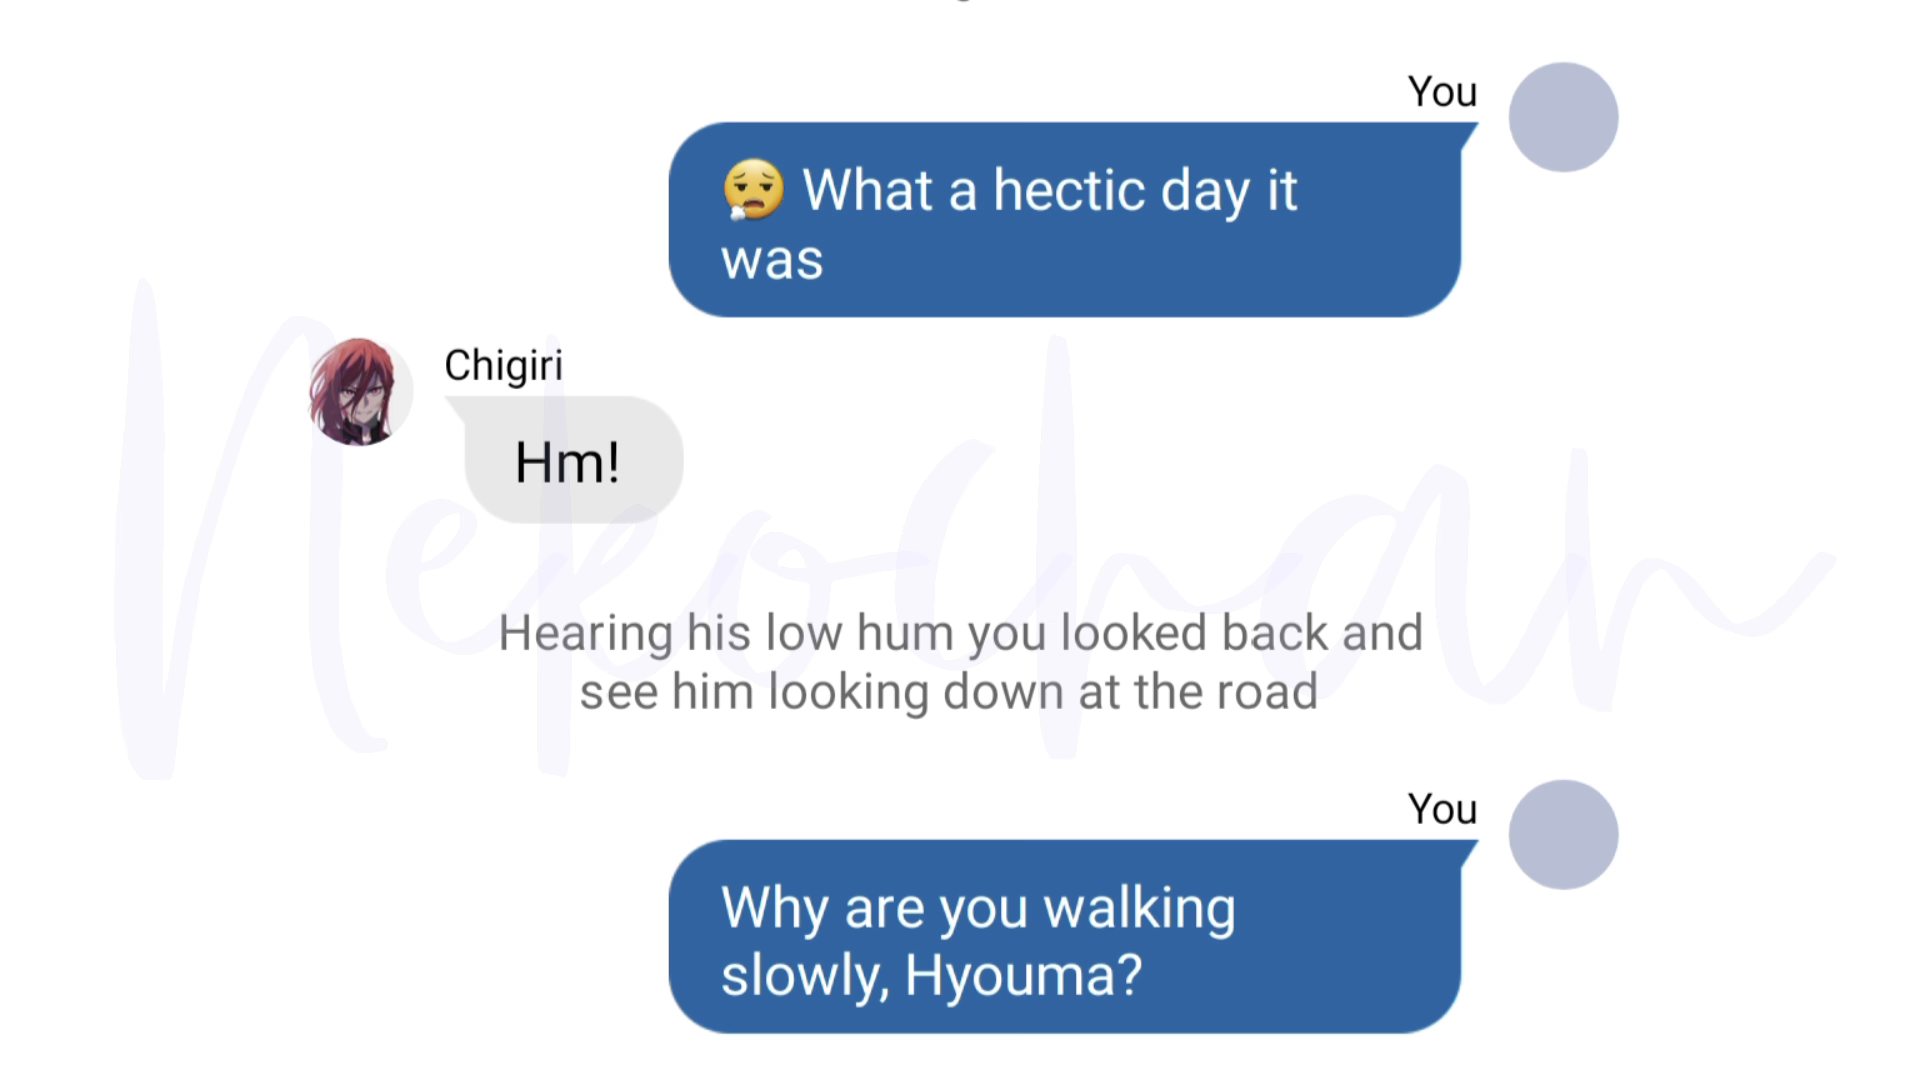 You
😮‍💨 What a hectic day it
was
Chigiri
Hm!
Hearing his low hum you looked back and
see him looking down at the road
You
Why are you walking
slowly, Hyouma?
Nekochan